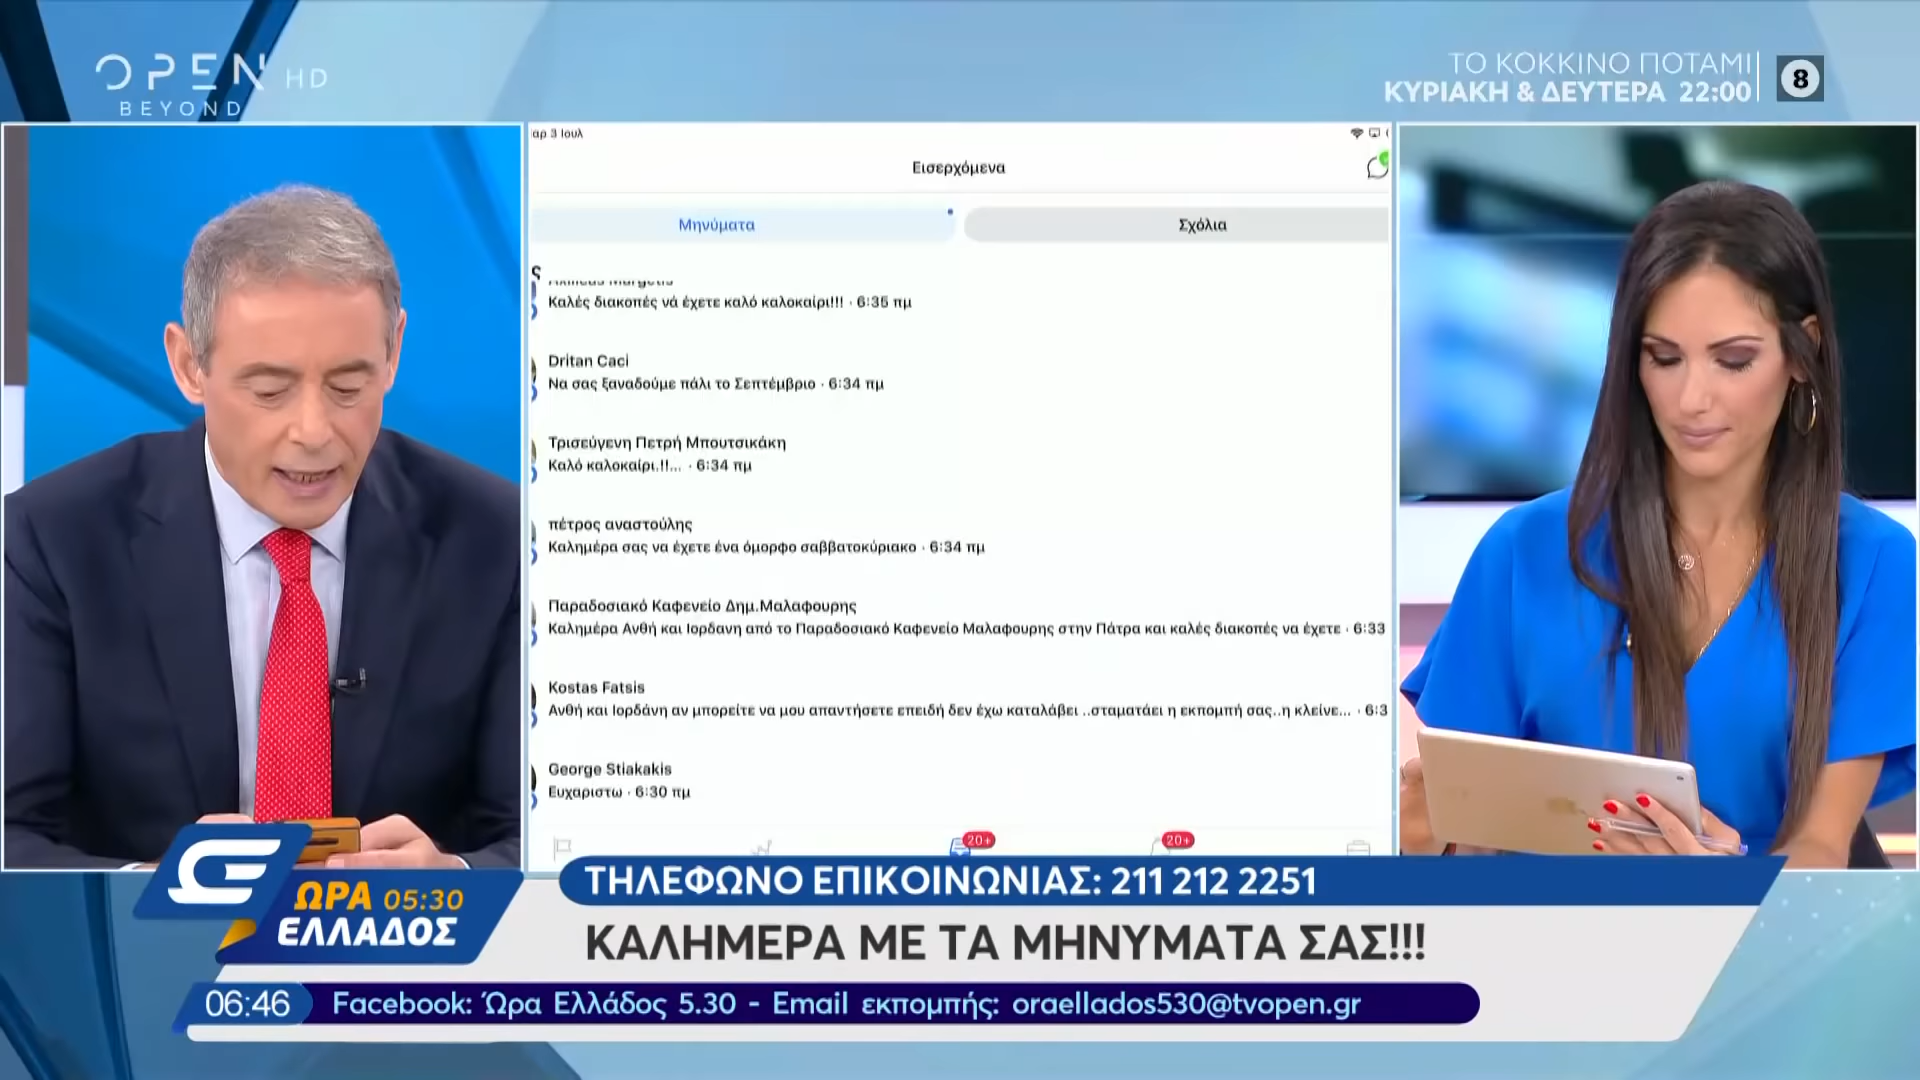 OPEN HD
BEYOND
ΤΟ ΚΟΚΚΙΝΟ ΠΟΤΑΜΙ
ΚΥΡΙΑΚΗ & ΔΕΥΤΕΡΑ 22:00
8
αρ 3 Ιουλ
Εισερχόμενα
Μηνύματα
Σχόλια
ς
Καλές διακοπές νά έχετε καλό καλοκαίρι!!! · 6:35 πμ
Dritan Caci
Να σας ξαναδούμε πάλι το Σεπτέμβριο · 6:34 πμ
Τρισεύγενη Πετρή Μπουτσικάκη
Καλό καλοκαίρι.!!... · 6:34 πμ
πέτρος αναστούλης
Καλημέρα σας να έχετε ένα όμορφο σαββατοκύριακο · 6:34 πμ
Παραδοσιακό Καφενείο Δημ.Μαλαφουρης
Καλημέρα Ανθή και Ιορδανη από το Παραδοσιακό Καφενείο Μαλαφουρης στην Πάτρα και καλές διακοπές να έχετε · 6:33
Kostas Fatsis
Ανθή και Ιορδάνη αν μπορείτε να μου απαντήσετε επειδή δεν έχω καταλάβει ..σταματάει η εκπομπή σας..η κλείνε... · 6:3
George Stiakakis
Ευχαριστω · 6:30 πμ
20+
20+
ΤΗΛΕΦΩΝΟ ΕΠΙΚΟΙΝΩΝΙΑΣ: 211 212 2251
ΩΡΑ 05:30
ΕΛΛΑΔΟΣ
ΚΑΛΗΜΕΡΑ ΜΕ ΤΑ ΜΗΝΥΜΑΤΑ ΣΑΣ!!!
06:46
Facebook: Ώρα Ελλάδος 5.30 - Email εκπομπής: oraellados530@tvopen.gr